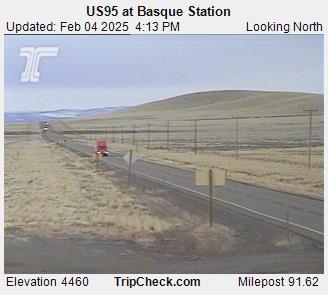 US95 at Basque Station
Updated: Feb 04 2025 4:13 PM Looking North
Elevation 4460 TripCheck.com Milepost 91.62